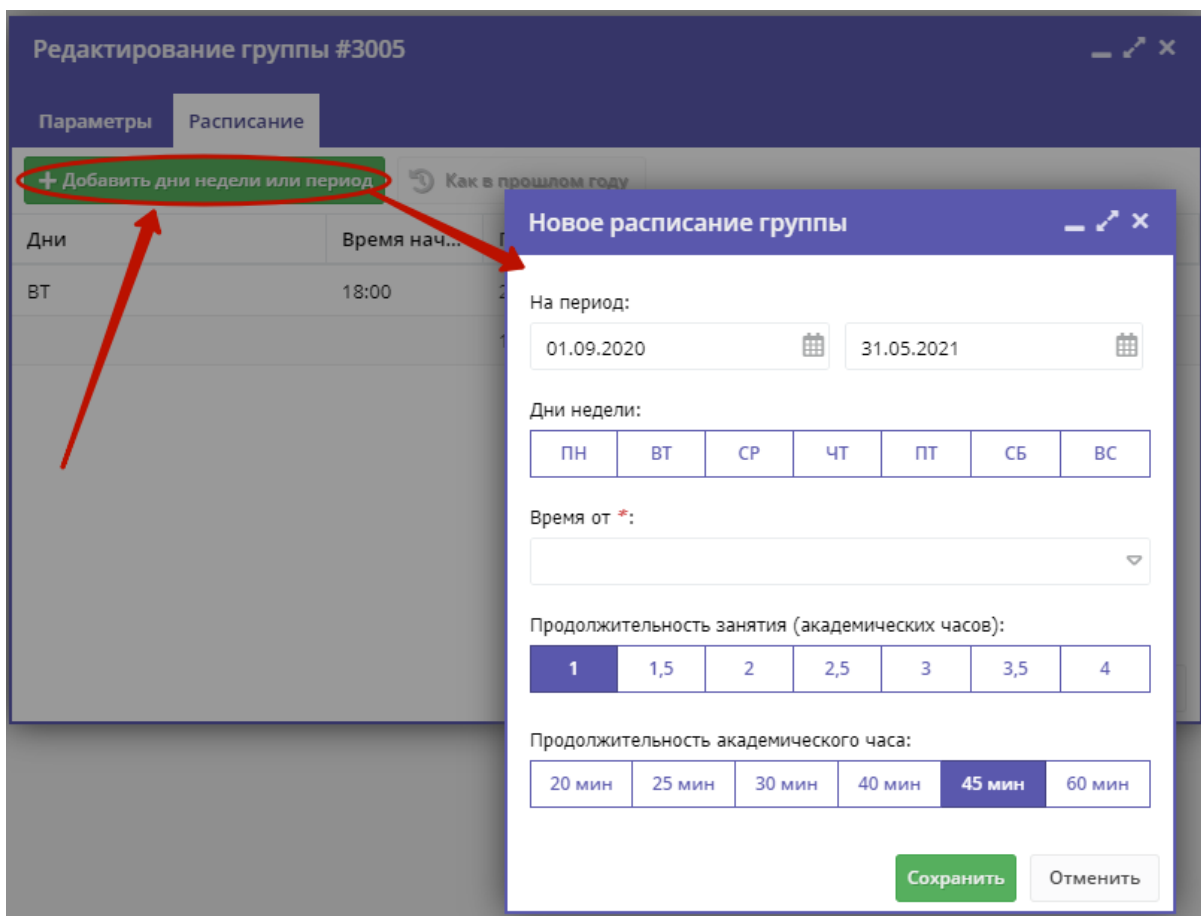 Редактирование группы #3005
Параметры Расписание
+ Добавить дни недели или период Как в прошлом году
Дни Время нач...
ВТ 18:00
Новое расписание группы
На период:
01.09.2020 31.05.2021
Дни недели:
ПН ВТ СР ЧТ ПТ СБ ВС
Время от *:
Продолжительность занятия (академических часов):
1 1,5 2 2,5 3 3,5 4
Продолжительность академического часа:
20 мин 25 мин 30 мин 40 мин 45 мин 60 мин
Сохранить Отменить